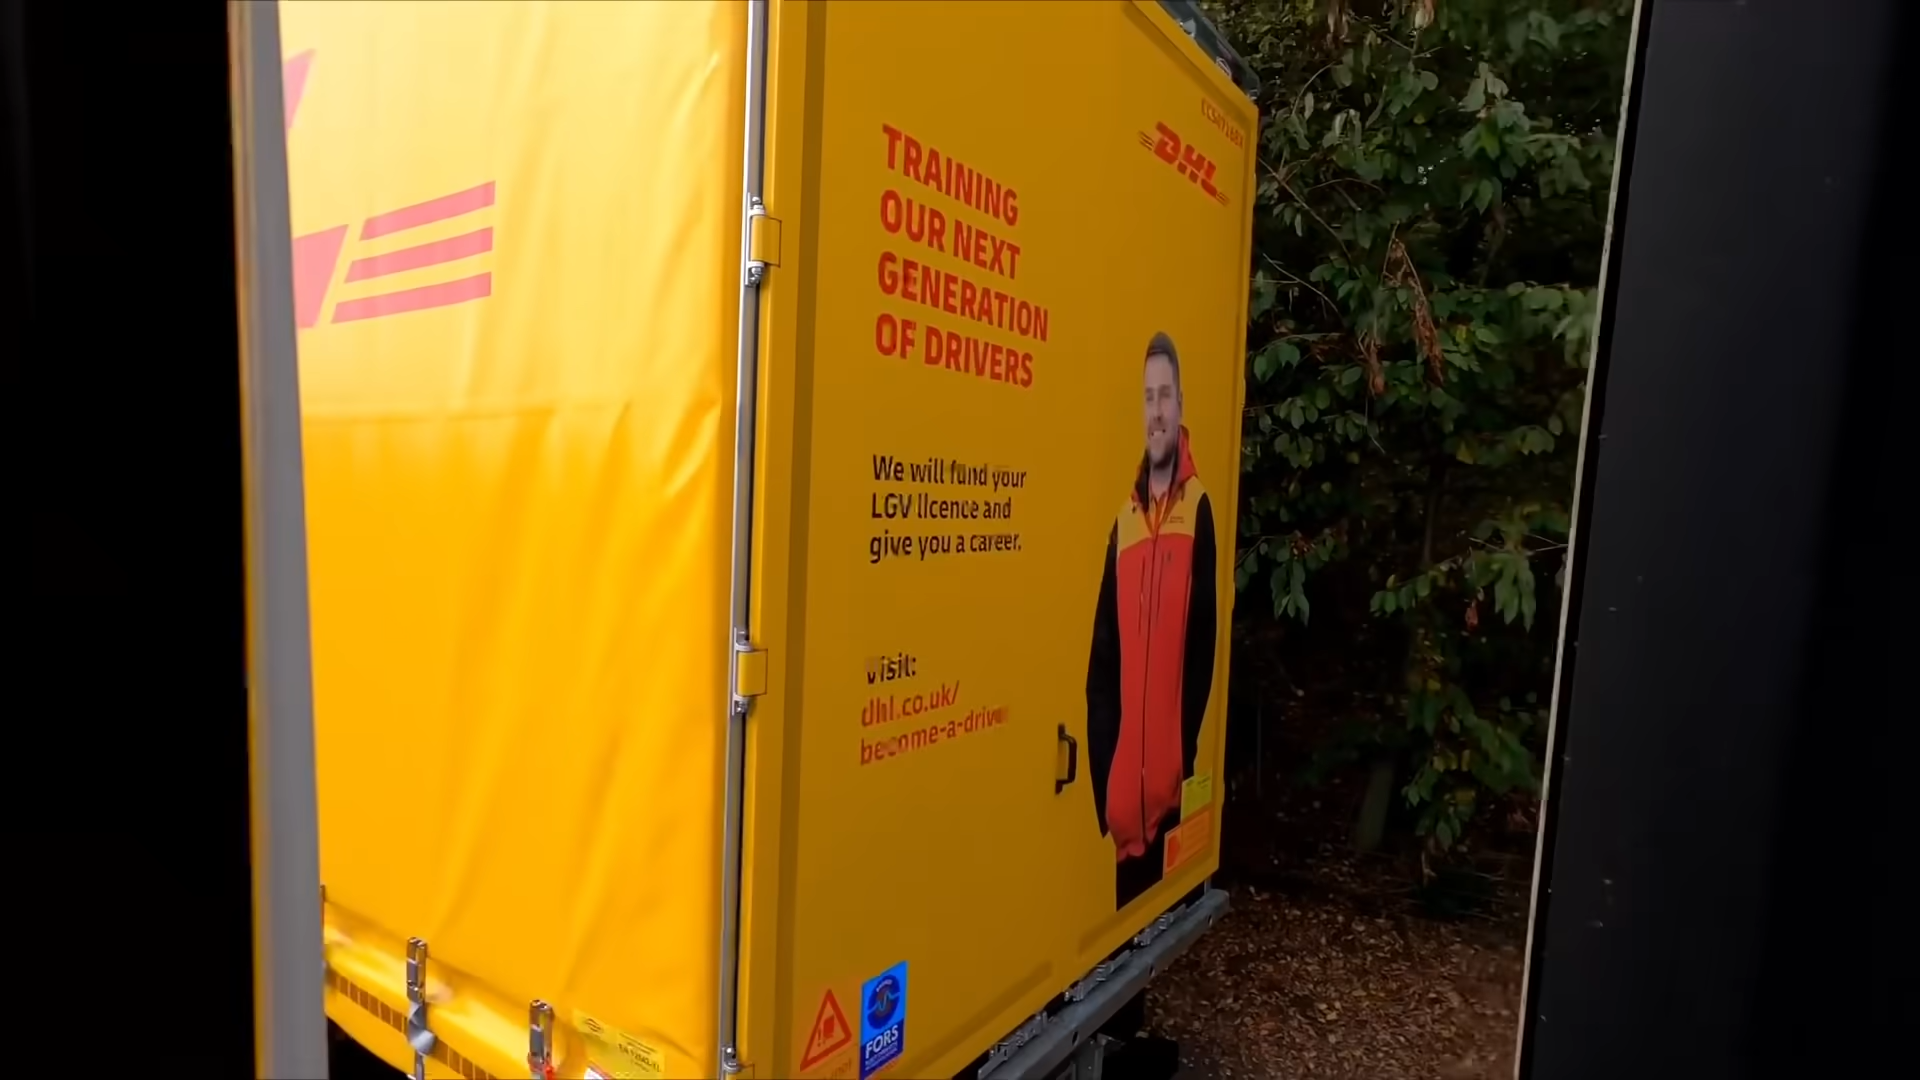 DHL
TRAINING
OUR NEXT
GENERATION
OF DRIVERS
We will fund your
LGV licence and
give you a career.
Visit:
dhl.co.uk/
become-a-driver
FORS